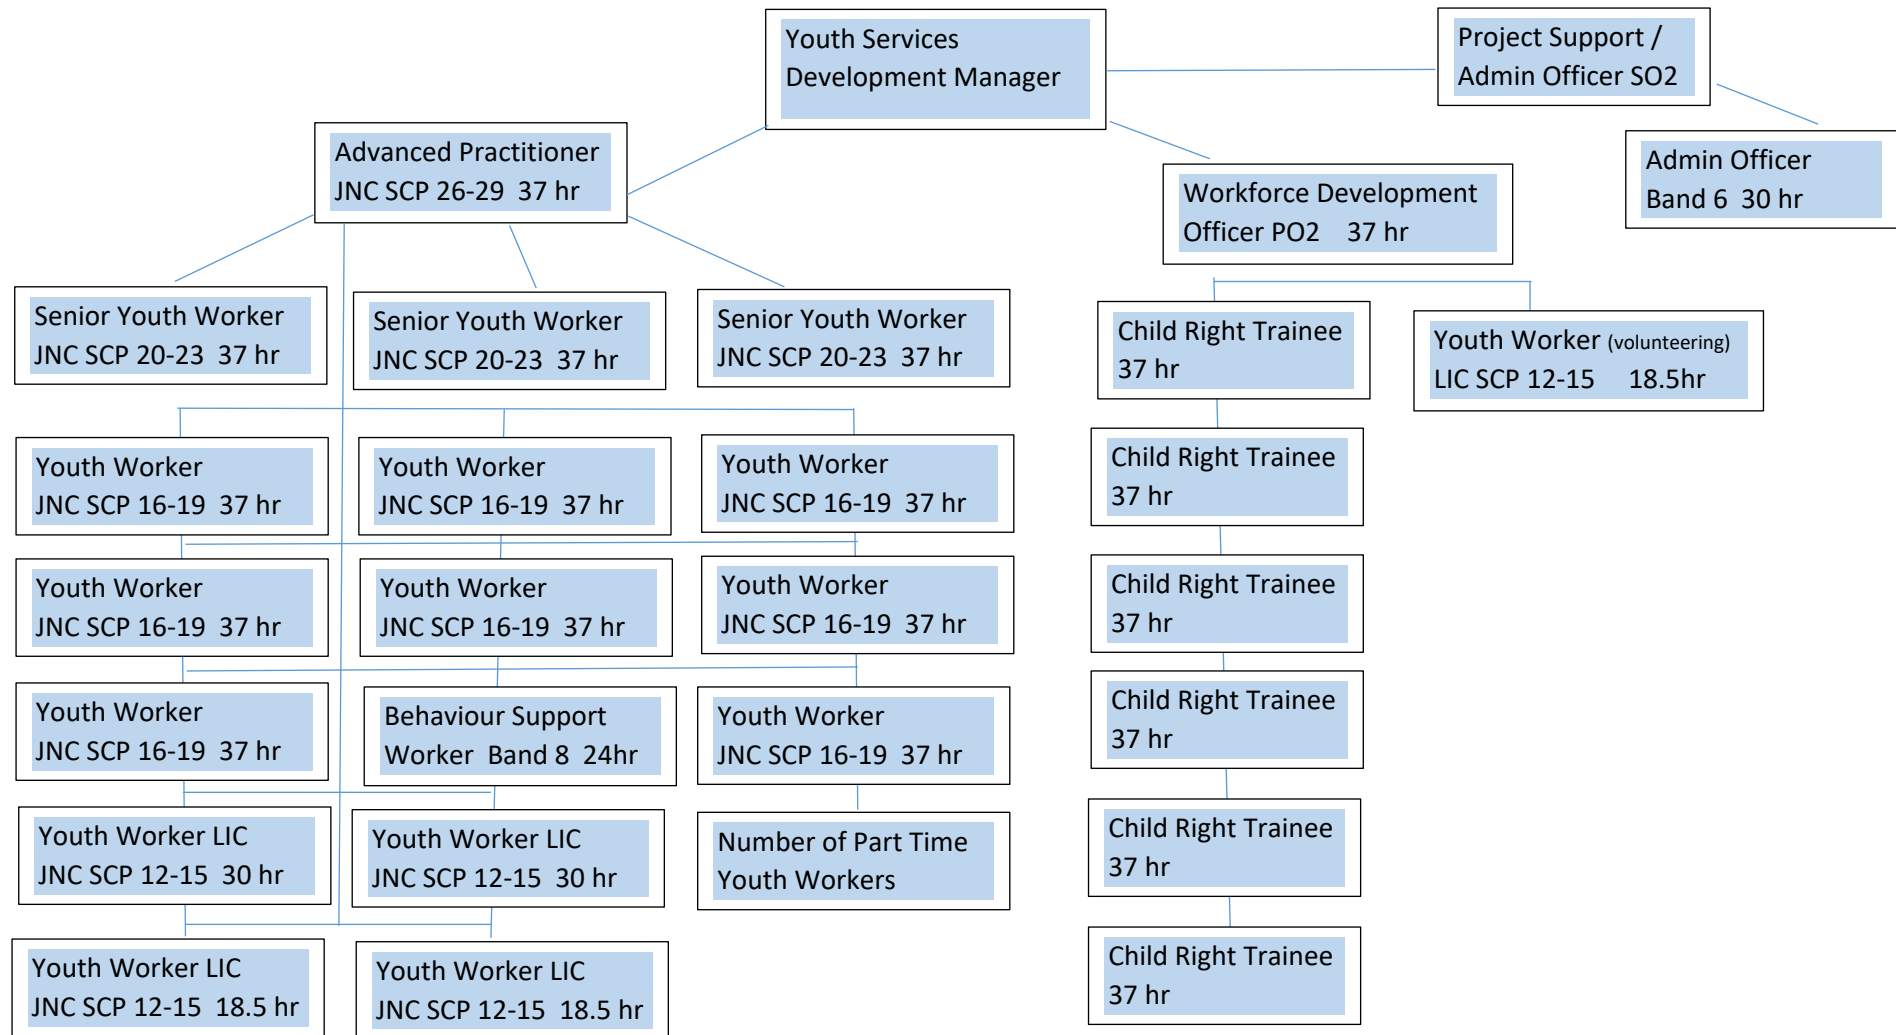 Youth Services
Development Manager
Project Support /
Admin Officer SO2
Advanced Practitioner
JNC SCP 26-29  37 hr
Admin Officer
Band 6  30 hr
Workforce Development
Officer PO2    37 hr
Senior Youth Worker
JNC SCP 20-23  37 hr
Senior Youth Worker
JNC SCP 20-23  37 hr
Senior Youth Worker
JNC SCP 20-23  37 hr
Child Right Trainee
37 hr
Youth Worker (volunteering)
LIC SCP 12-15     18.5hr
Youth Worker
JNC SCP 16-19  37 hr
Youth Worker
JNC SCP 16-19  37 hr
Youth Worker
JNC SCP 16-19  37 hr
Child Right Trainee
37 hr
Youth Worker
JNC SCP 16-19  37 hr
Youth Worker
JNC SCP 16-19  37 hr
Youth Worker
JNC SCP 16-19  37 hr
Child Right Trainee
37 hr
Youth Worker
JNC SCP 16-19  37 hr
Behaviour Support
Worker  Band 8  24hr
Youth Worker
JNC SCP 16-19  37 hr
Child Right Trainee
37 hr
Youth Worker LIC
JNC SCP 12-15  30 hr
Youth Worker LIC
JNC SCP 12-15  30 hr
Number of Part Time
Youth Workers
Child Right Trainee
37 hr
Youth Worker LIC
JNC SCP 12-15  18.5 hr
Youth Worker LIC
JNC SCP 12-15  18.5 hr
Child Right Trainee
37 hr